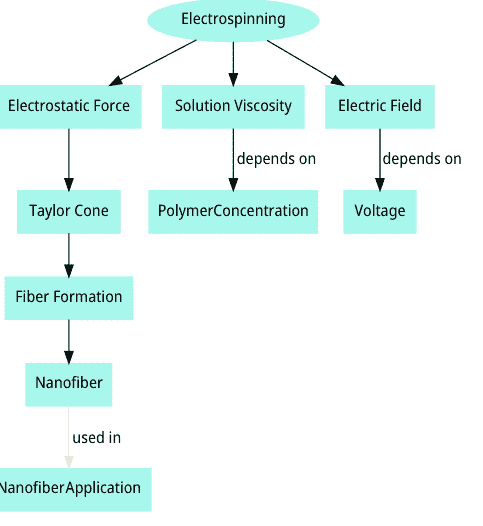 Electrospinning
Electrostatic Force
Solution Viscosity
Electric Field
depends on
depends on
Taylor Cone
PolymerConcentration
Voltage
Fiber Formation
Nanofiber
used in
NanofiberApplication